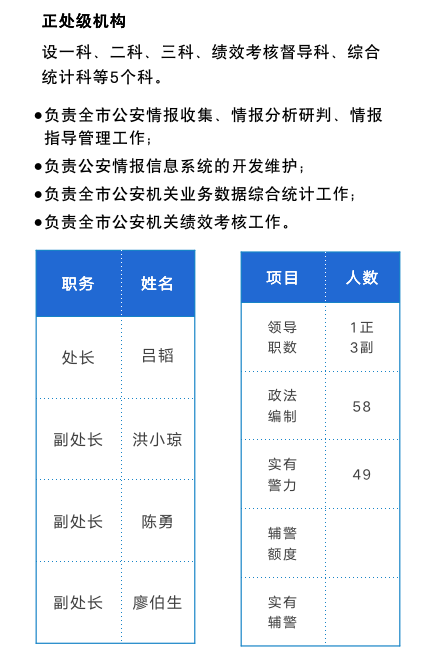 正处级机构
设一科、二科、三科、绩效考核督导科、综合
统计科等5个科。
●负责全市公安情报收集、情报分析研判、情报
指导管理工作；
●负责公安情报信息系统的开发维护；
●负责全市公安机关业务数据综合统计工作；
●负责全市公安机关绩效考核工作。
职务 姓名
处长 吕韬
副处长 洪小琼
副处长 陈勇
副处长 廖伯生
项目 人数
领导 1正
职数 3副
政法
编制 58
实有
警力 49
辅警
额度
实有
辅警